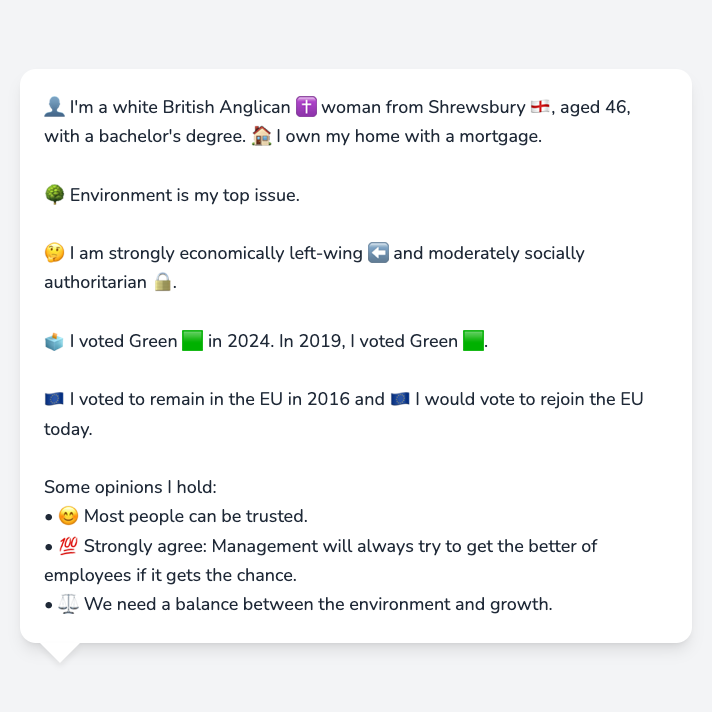 👤 I'm a white British Anglican ✝️ woman from Shrewsbury 🏴󠁧󠁢󠁥󠁮󠁧󠁿, aged 46,
with a bachelor's degree. 🏠 I own my home with a mortgage.
🌳 Environment is my top issue.
🤔 I am strongly economically left-wing ⬅️ and moderately socially
authoritarian 🔒.
🗳️ I voted Green 🟩 in 2024. In 2019, I voted Green 🟩.
🇪🇺 I voted to remain in the EU in 2016 and 🇪🇺 I would vote to rejoin the EU
today.
Some opinions I hold:
• 😊 Most people can be trusted.
• 💯 Strongly agree: Management will always try to get the better of
employees if it gets the chance.
• ⚖️ We need a balance between the environment and growth.